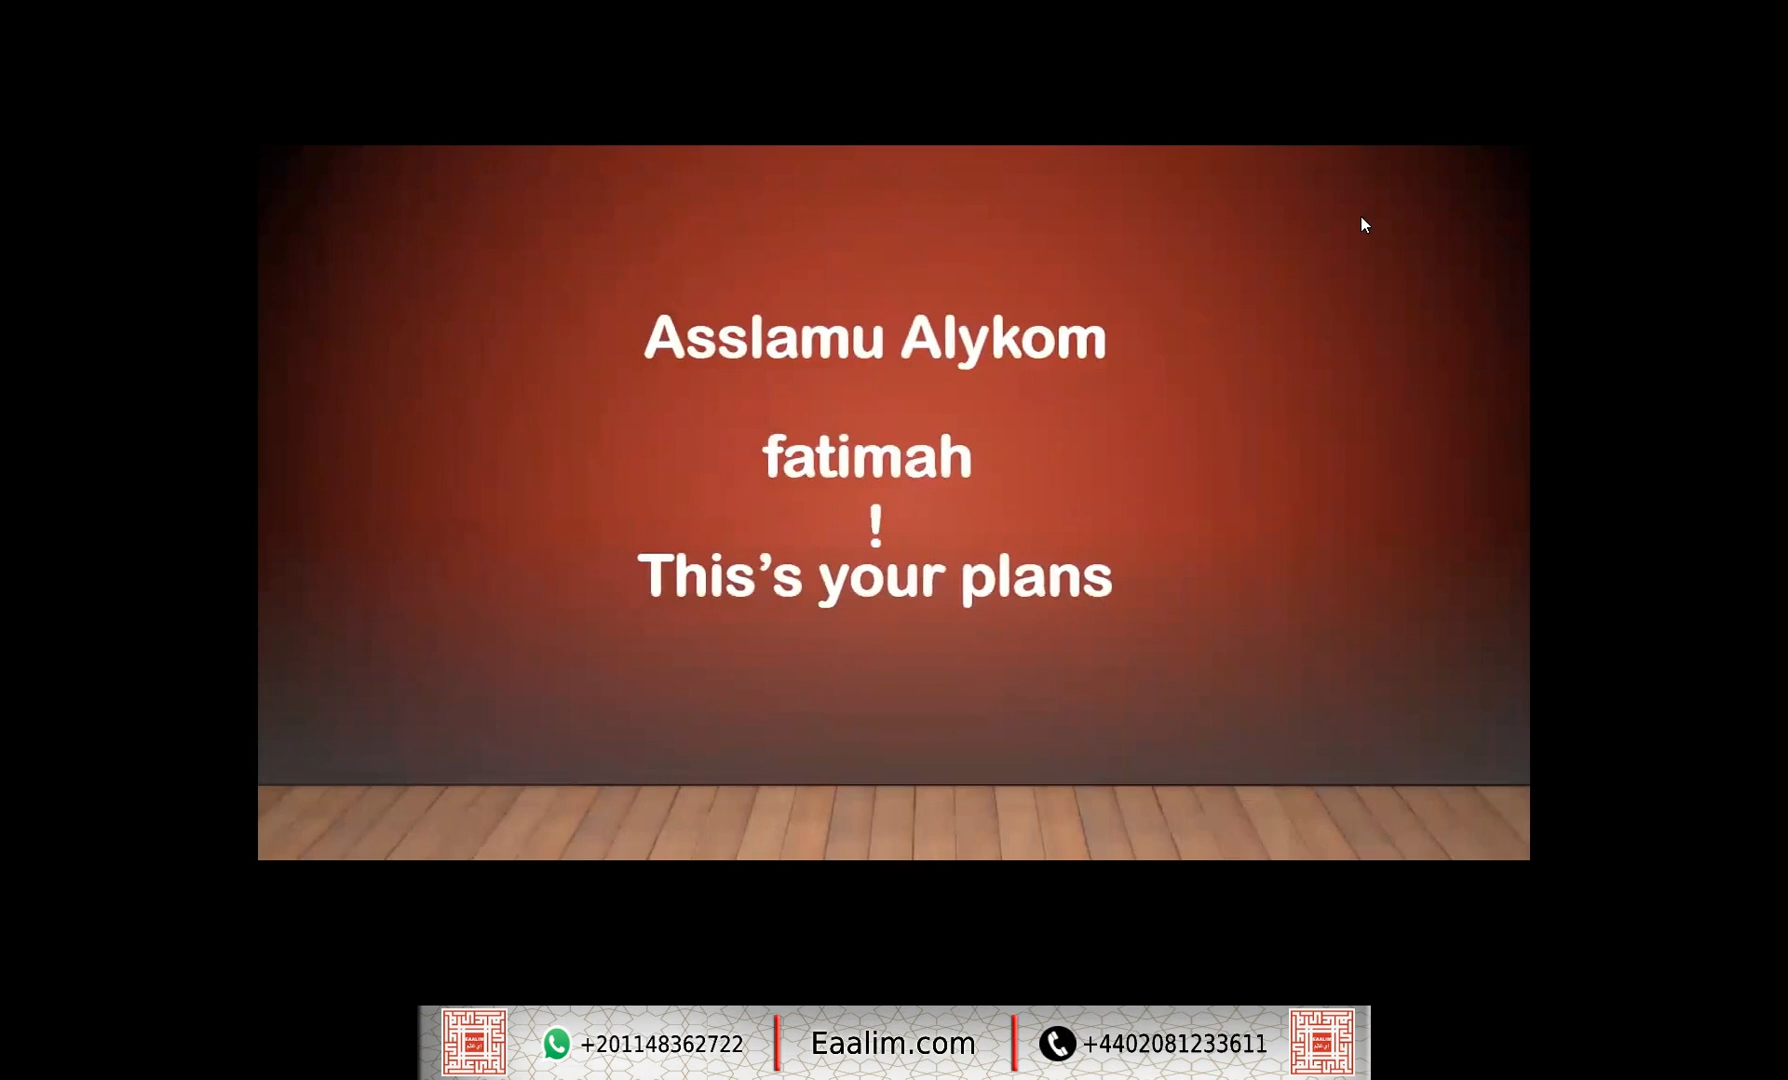 Asslamu Alykom
fatimah
!
This’s your plans
+201148362722
Eaalim.com
+4402081233611